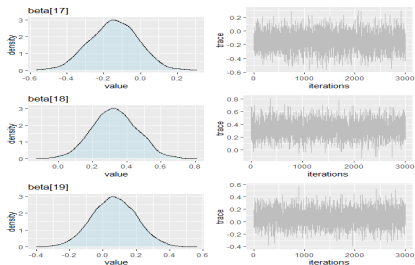 beta[17]
density
3
2
1
0
-0.6 -0.4 -0.2 0.0 0.2
value
trace
0.2
0.0
-0.2
-0.4
-0.6
0 1000 2000 3000
iterations
beta[18]
density
3
2
1
0
0.0 0.2 0.4 0.6 0.8
value
trace
0.8
0.6
0.4
0.2
0.0
0 1000 2000 3000
iterations
beta[19]
density
3
2
1
0
-0.4 -0.2 0.0 0.2 0.4 0.6
value
trace
0.6
0.4
0.2
0.0
-0.2
-0.4
0 1000 2000 3000
iterations